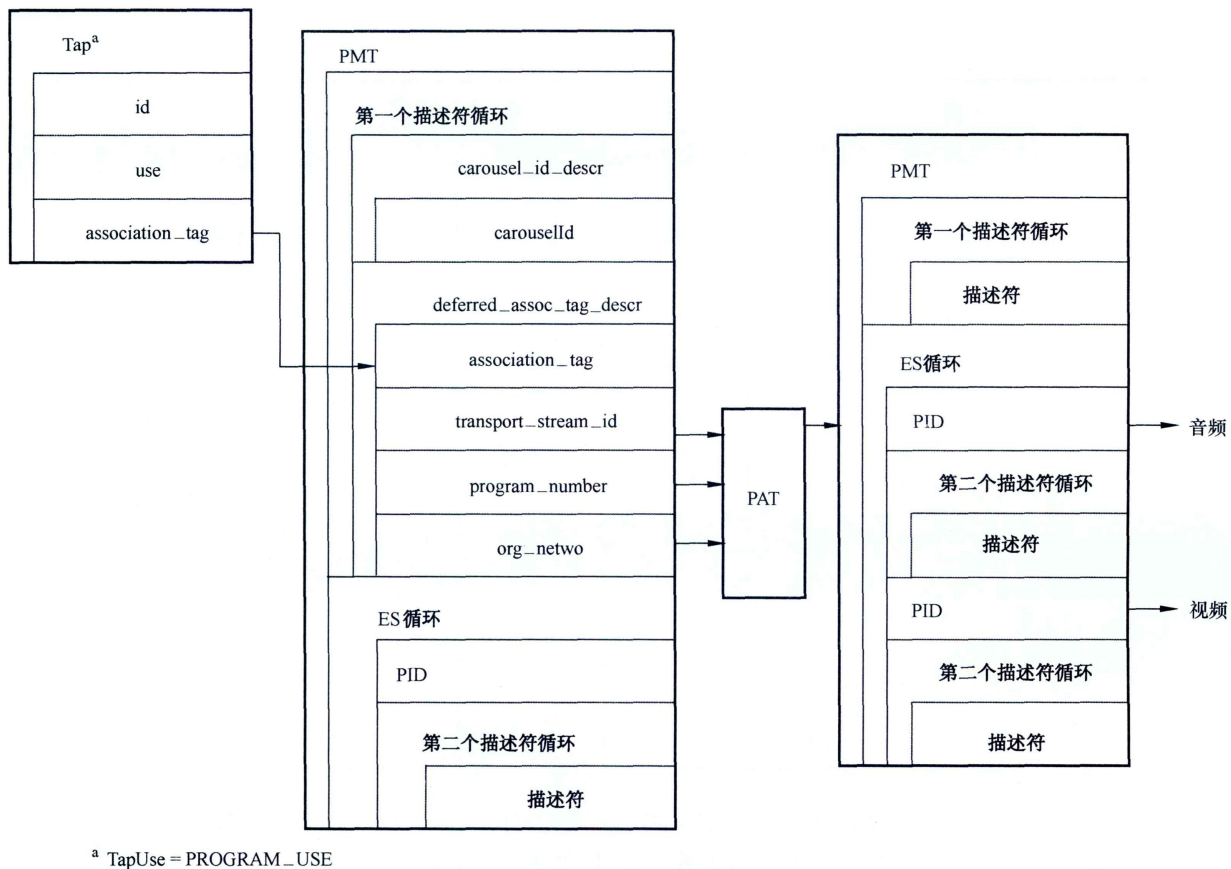 Tapᵃ
id
use
association_tag
PMT
第一个描述符循环
carousel_id_descr
carouselId
deferred_assoc_tag_descr
association_tag
transport_stream_id
program_number
org_netwo
ES循环
PID
第二个描述符循环
描述符
PAT
PMT
第一个描述符循环
描述符
ES循环
PID
第二个描述符循环
描述符
PID
第二个描述符循环
描述符
音频
视频
ᵃ TapUse = PROGRAM_USE